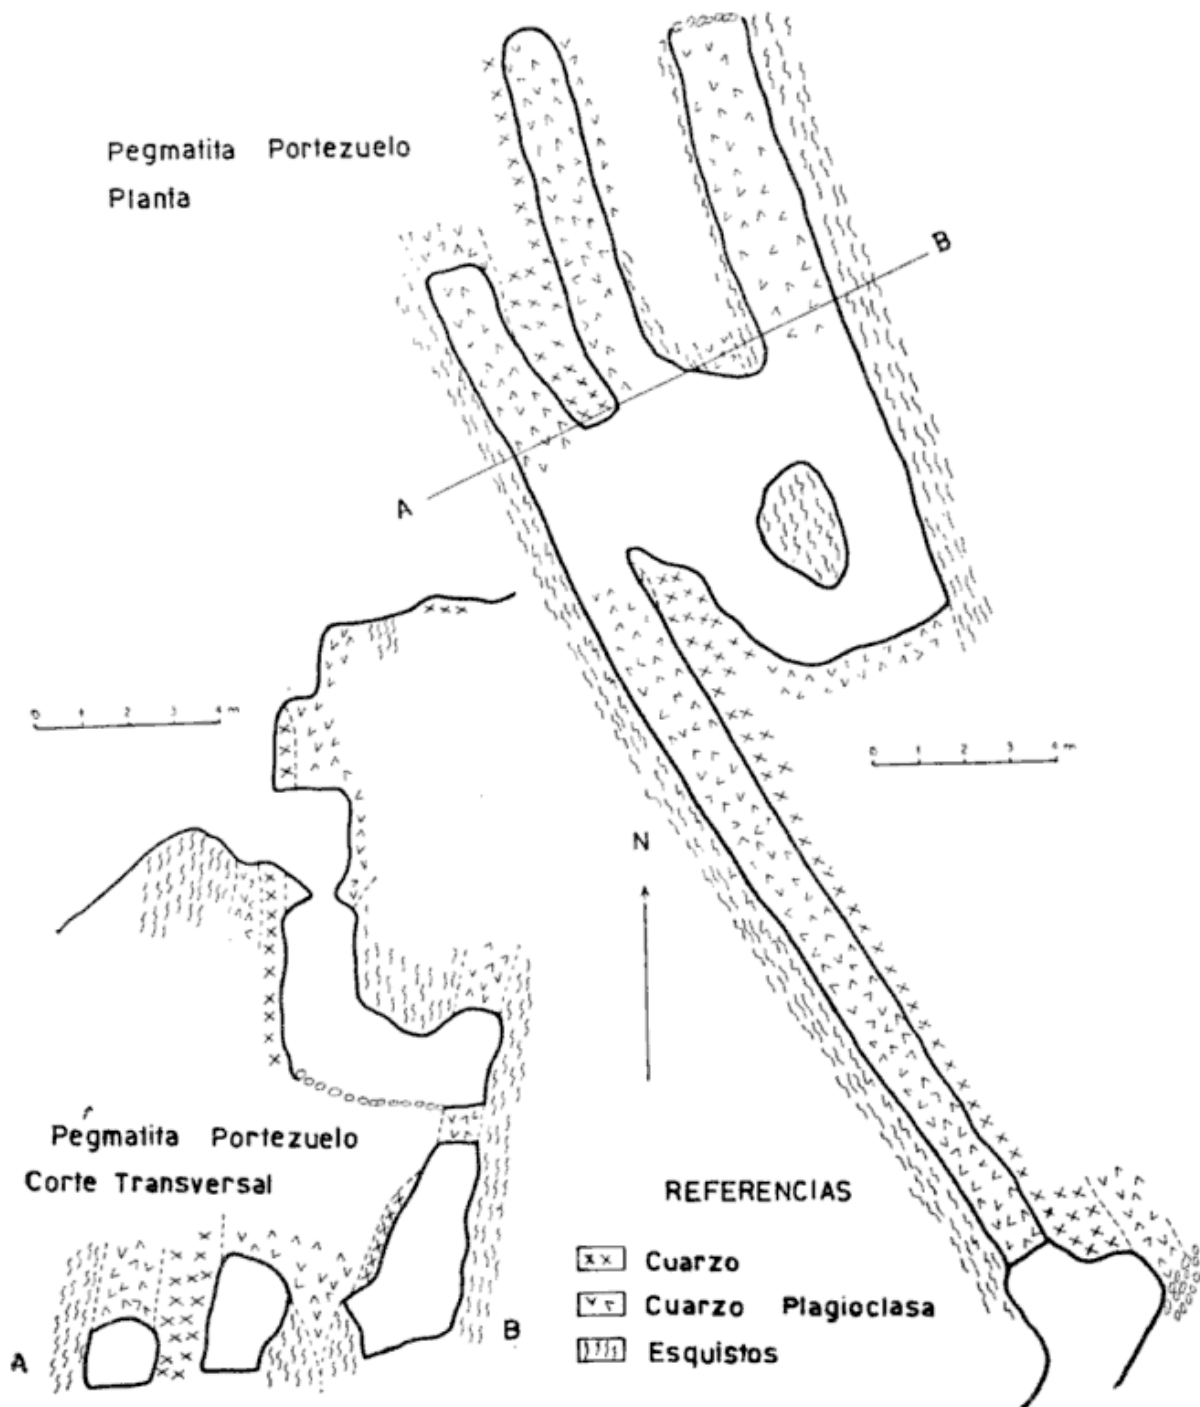 Pegmatita Portezuelo
Planta
B
A
0 1 2 3 4 m
0 1 2 3 4 m
N
Pegmatita Portezuelo
Corte Transversal
REFERENCIAS
xx Cuarzo
Cuarzo Plagioclasa
Esquistos
A
B